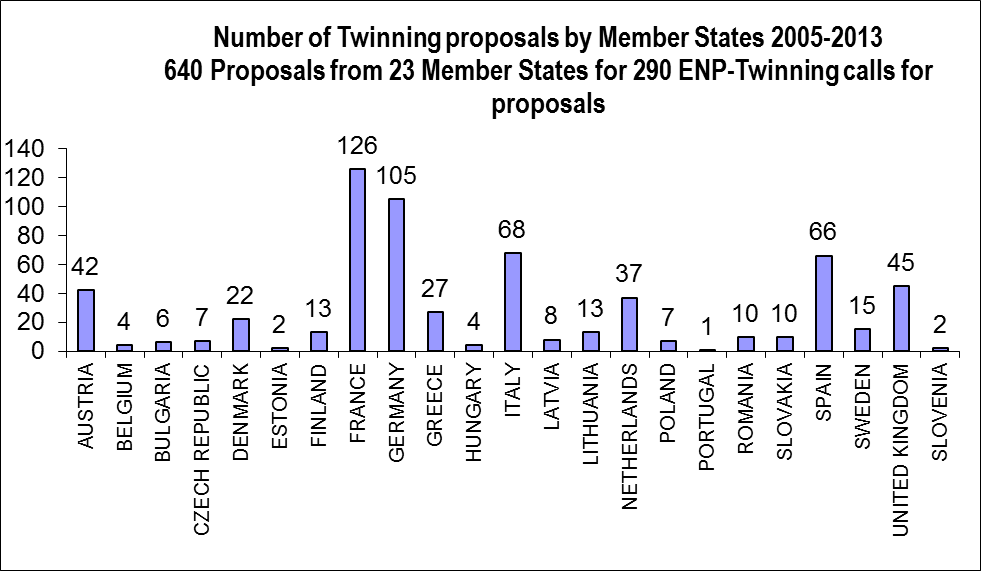 Number of Twinning proposals by Member States 2005-2013
640 Proposals from 23 Member States for 290 ENP-Twinning calls for
proposals
140
120
100
80
60
40
20
0
42
4
6
7
22
2
13
126
105
27
4
68
8
13
37
7
1
10
10
66
15
45
2
AUSTRIA
BELGIUM
BULGARIA
CZECH REPUBLIC
DENMARK
ESTONIA
FINLAND
FRANCE
GERMANY
GREECE
HUNGARY
ITALY
LATVIA
LITHUANIA
NETHERLANDS
POLAND
PORTUGAL
ROMANIA
SLOVAKIA
SPAIN
SWEDEN
UNITED KINGDOM
SLOVENIA